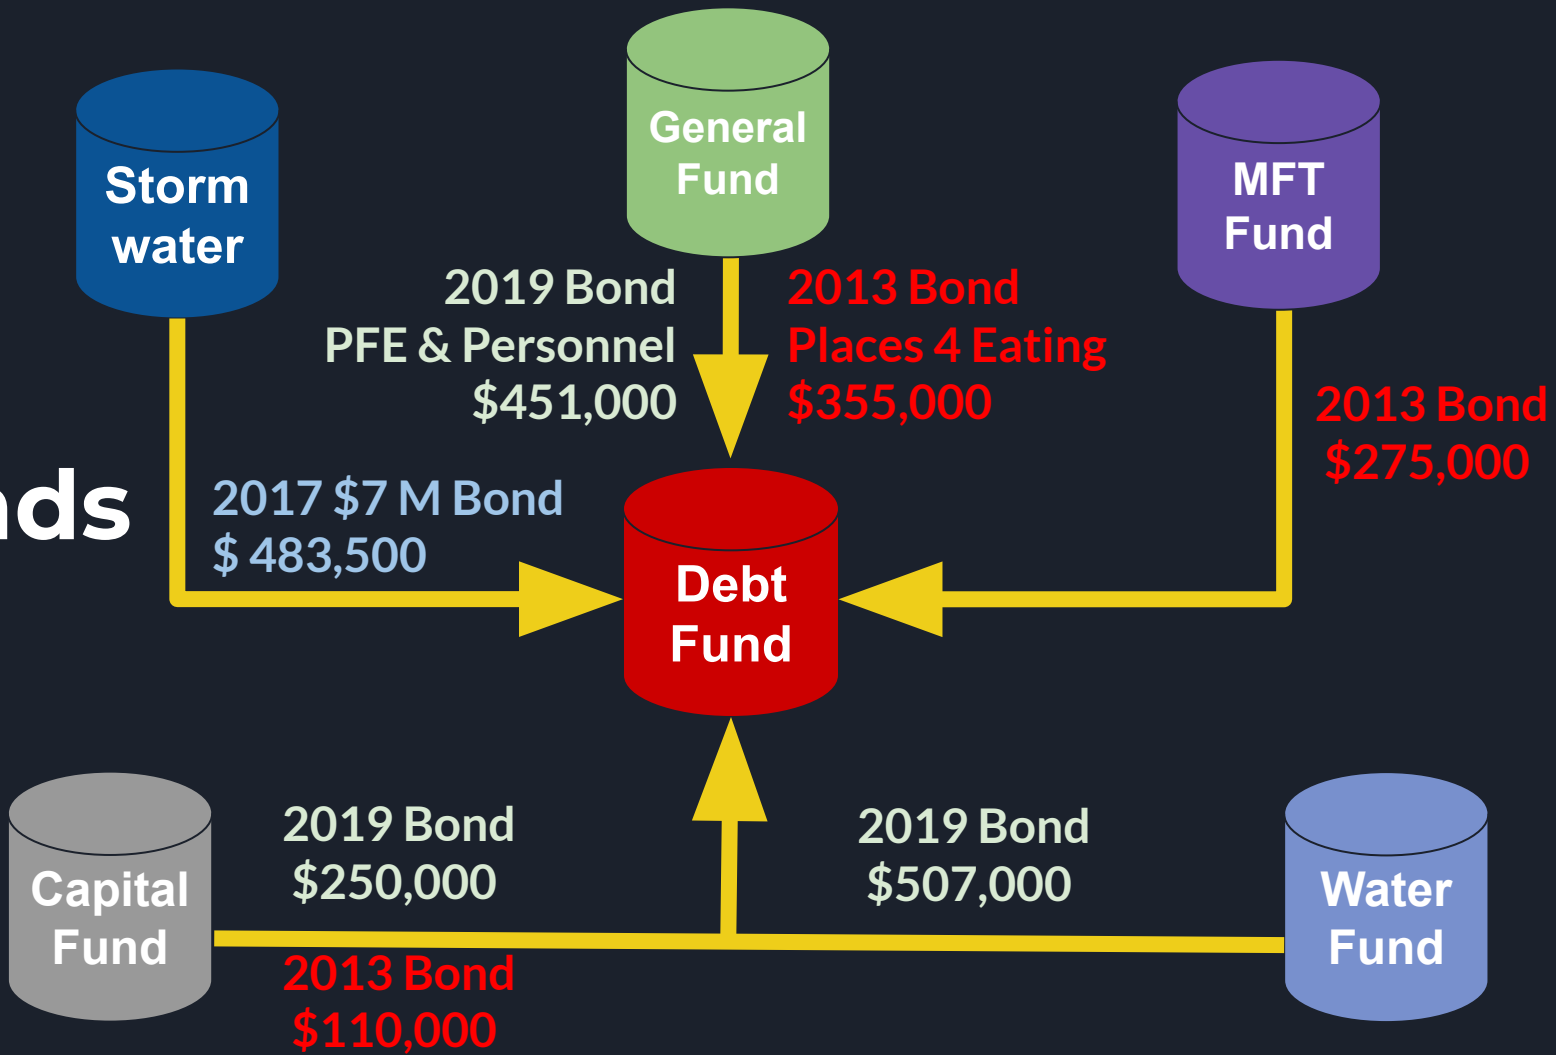 General
Fund
Storm
water
MFT
Fund
2019 Bond
PFE & Personnel
$451,000
2013 Bond
Places 4 Eating
$355,000
2013 Bond
$275,000
2017 $7 M Bond
$ 483,500
Debt
Fund
Capital
Fund
2019 Bond
$250,000
2013 Bond
$110,000
2019 Bond
$507,000
Water
Fund